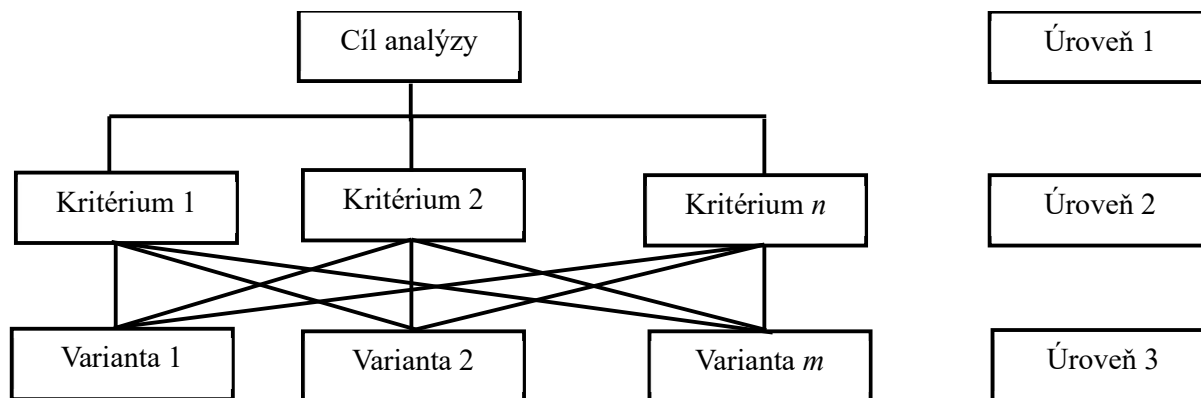 Cíl analýzy
Úroveň 1
Kritérium 1
Kritérium 2
Kritérium n
Úroveň 2
Varianta 1
Varianta 2
Varianta m
Úroveň 3